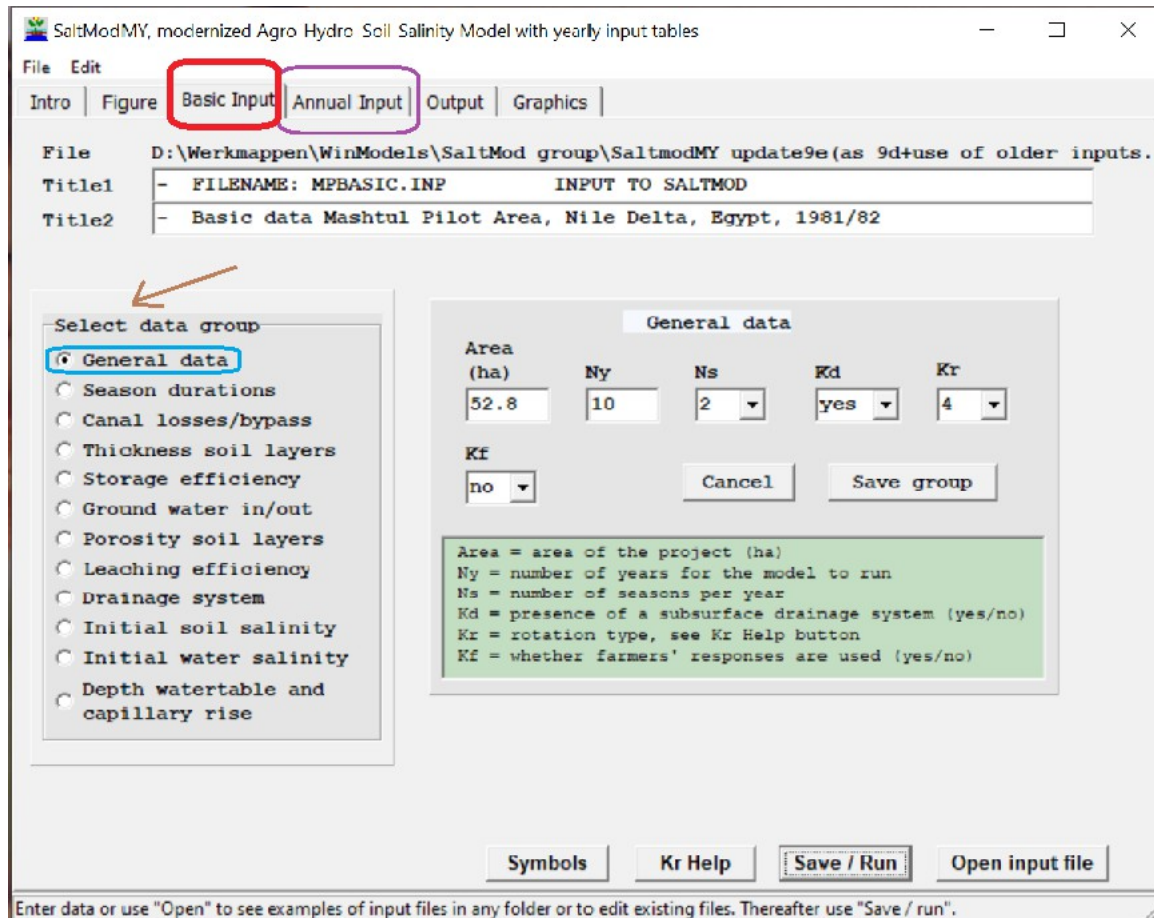 SaltModMY, modernized Agro Hydro Soil Salinity Model with yearly input tables
File Edit
Intro Figure Basic Input Annual Input Output Graphics
File D:\Werkmappen\WinModels\SaltMod group\SaltmodMY update9e(as 9d+use of older inputs.
Title1 - FILENAME: MPBASIC.INP INPUT TO SALTMOD
Title2 - Basic data Mashtul Pilot Area, Nile Delta, Egypt, 1981/82
Select data group
General data
Season durations
Canal losses/bypass
Thickness soil layers
Storage efficiency
Ground water in/out
Porosity soil layers
Leaching efficiency
Drainage system
Initial soil salinity
Initial water salinity
Depth watertable and
capillary rise
General data
Area
(ha) Ny Ns Kd Kr
52.8 10 2 yes 4
Kf
no Cancel Save group
Area = area of the project (ha)
Ny = number of years for the model to run
Ns = number of seasons per year
Kd = presence of a subsurface drainage system (yes/no)
Kr = rotation type, see Kr Help button
Kf = whether farmers' responses are used (yes/no)
Symbols Kr Help Save / Run Open input file
Enter data or use "Open" to see examples of input files in any folder or to edit existing files. Thereafter use "Save / run".